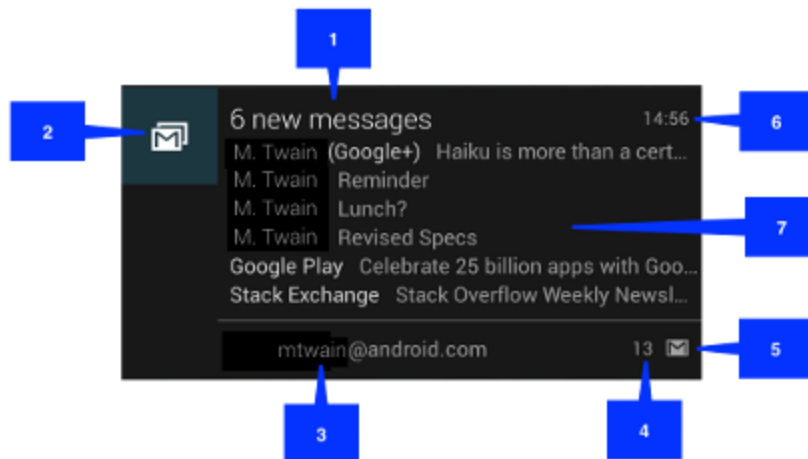 1
2
6 new messages 14:56
6
M. Twain (Google+) Haiku is more than a cert...
M. Twain Reminder
M. Twain Lunch?
M. Twain Revised Specs
7
Google Play Celebrate 25 billion apps with Goo...
Stack Exchange Stack Overflow Weekly Newsl...
mtwain@android.com 13
5
3
4